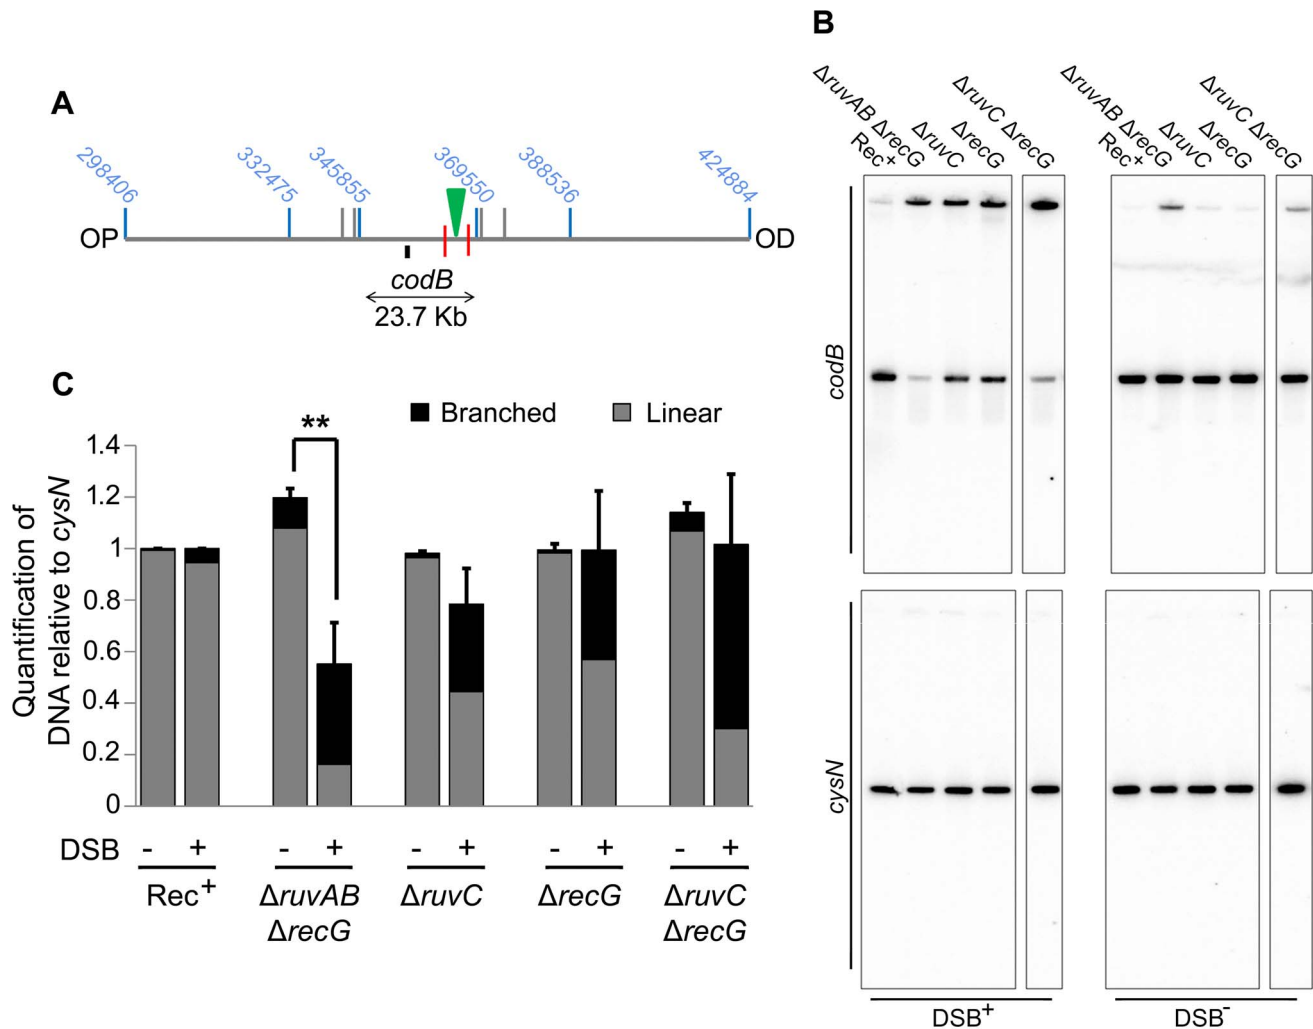 A
298406
332475
345855
369550
388536
424884
OP
OD
codB
23.7 Kb
B
ΔruvAB ΔrecG
Rec+
ΔruvC
ΔrecG
ΔruvC ΔrecG
ΔruvAB ΔrecG
Rec+
ΔruvC
ΔrecG
ΔruvC ΔrecG
codB
cysN
DSB+
DSB-
C
Branched
Linear
**
Quantification of
DNA relative to cysN
1.4
1.2
1
0.8
0.6
0.4
0.2
0
DSB - + - + - + - + - +
Rec+ ΔruvAB ΔruvC ΔrecG ΔruvC
ΔrecG ΔrecG